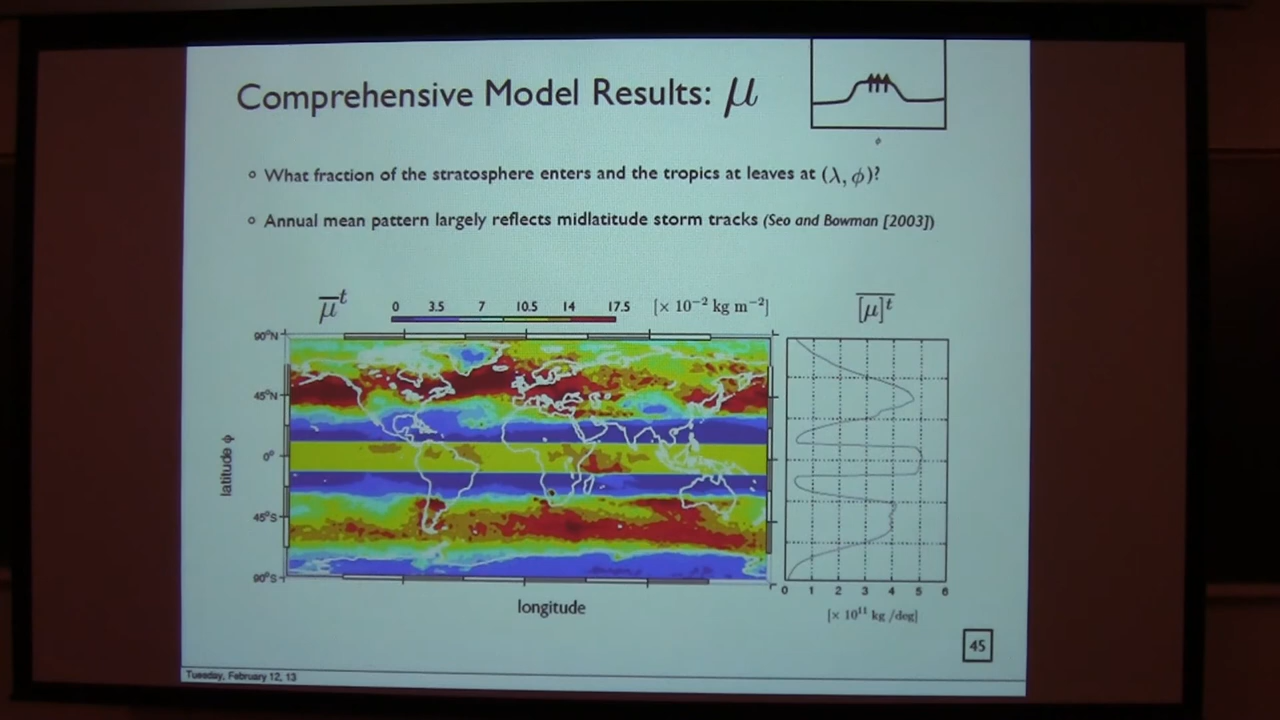 Comprehensive Model Results: μ
ϕ
What fraction of the stratosphere enters and the tropics at leaves at (λ, ϕ)?
Annual mean pattern largely reflects midlatitude storm tracks (Seo and Bowman [2003])
μ̅ᵗ
0 3.5 7 10.5 14 17.5 [× 10⁻² kg m⁻²]
[μ]̅ᵗ
90°N
45°N
0°
45°S
90°S
latitude ϕ
longitude
0 1 2 3 4 5 6
[× 10¹¹ kg /deg]
45
Tuesday, February 12, 13